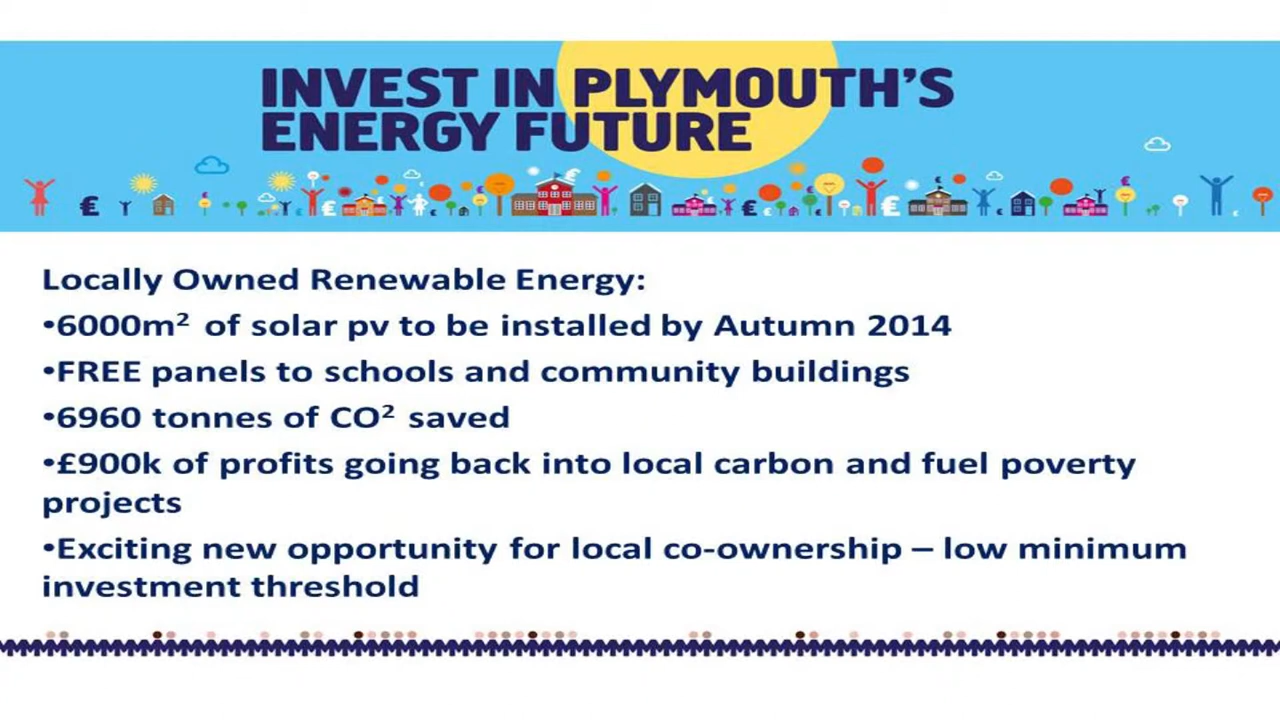 INVEST IN PLYMOUTH'S
ENERGY FUTURE
Locally Owned Renewable Energy:
•6000m² of solar pv to be installed by Autumn 2014
•FREE panels to schools and community buildings
•6960 tonnes of CO² saved
•£900k of profits going back into local carbon and fuel poverty
projects
•Exciting new opportunity for local co-ownership – low minimum
investment threshold